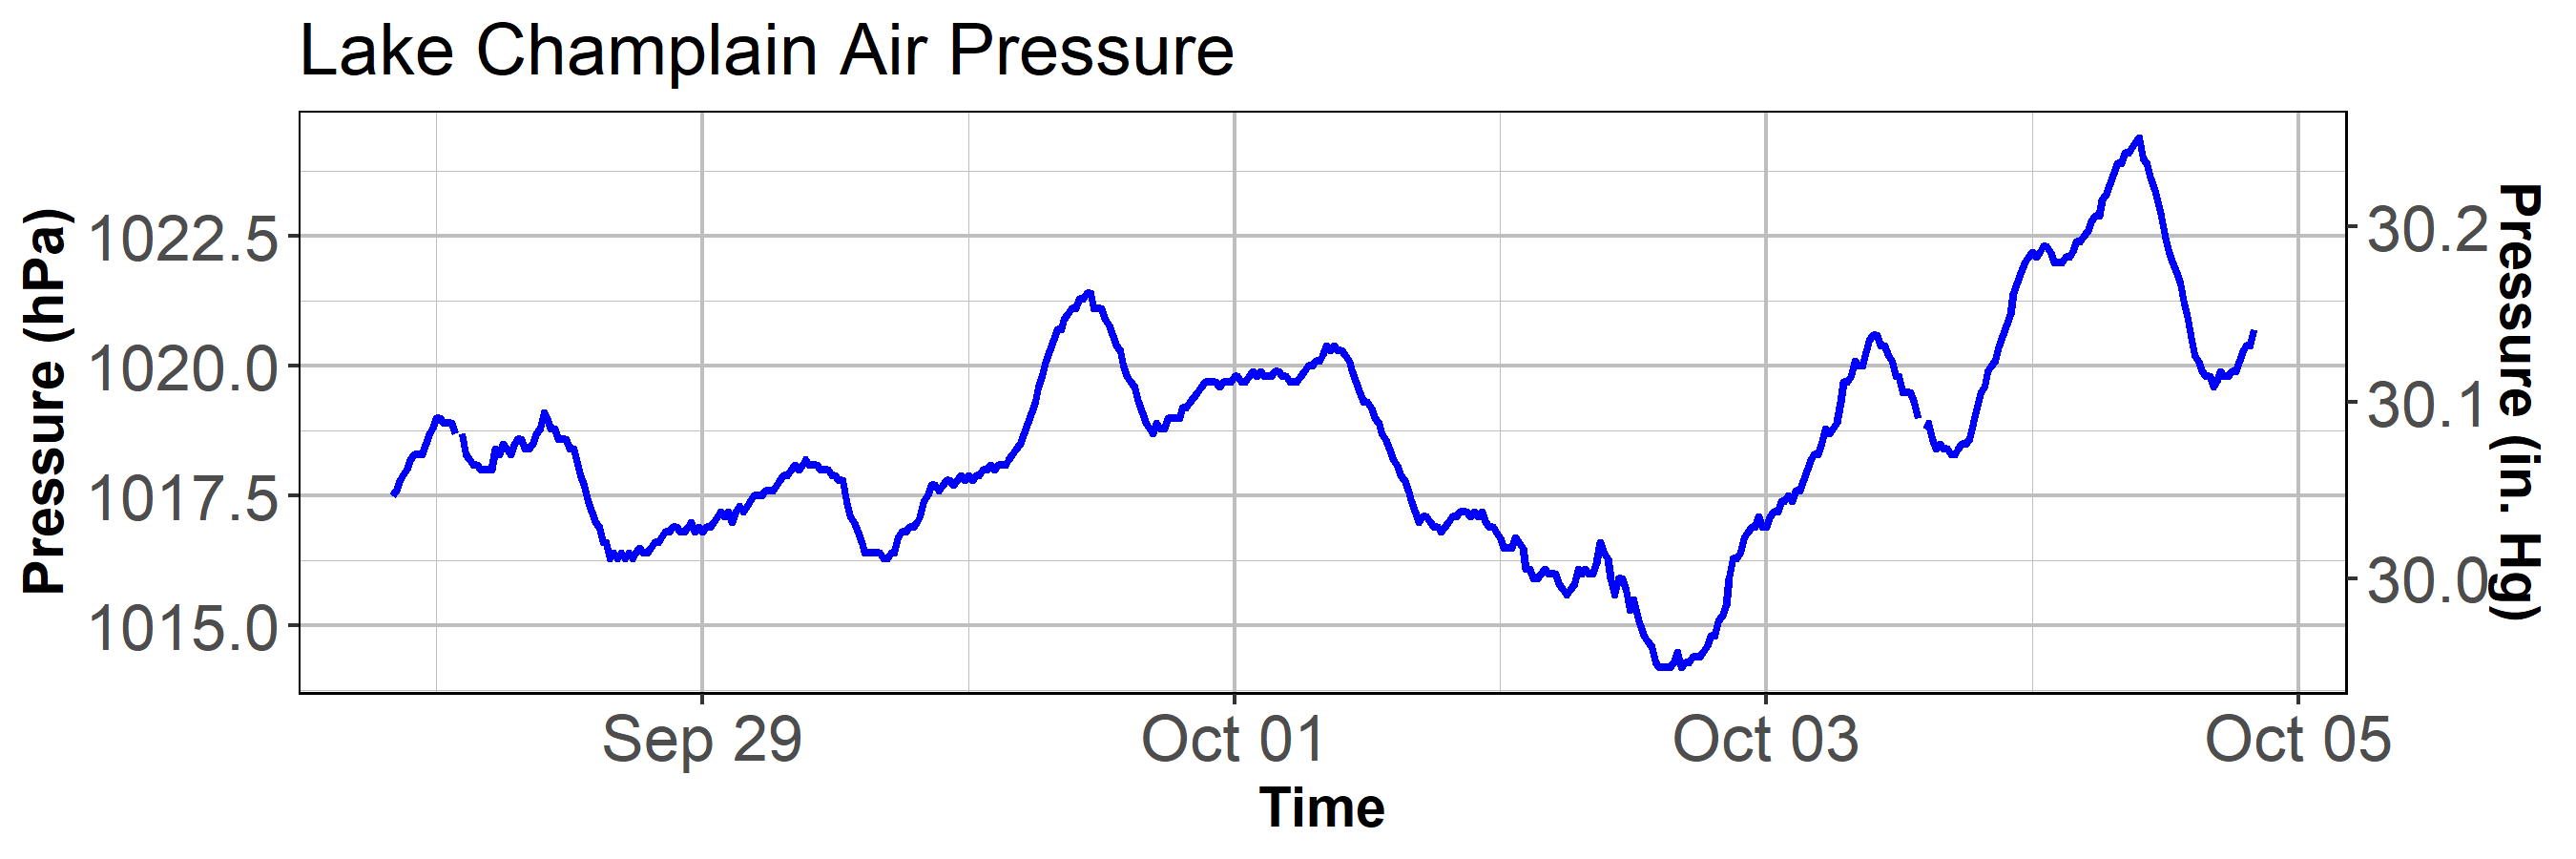 Lake Champlain Air Pressure
Pressure (hPa)
1022.5
1020.0
1017.5
1015.0
30.2
30.1
30.0
Pressure (in. Hg)
Sep 29
Oct 01
Oct 03
Oct 05
Time